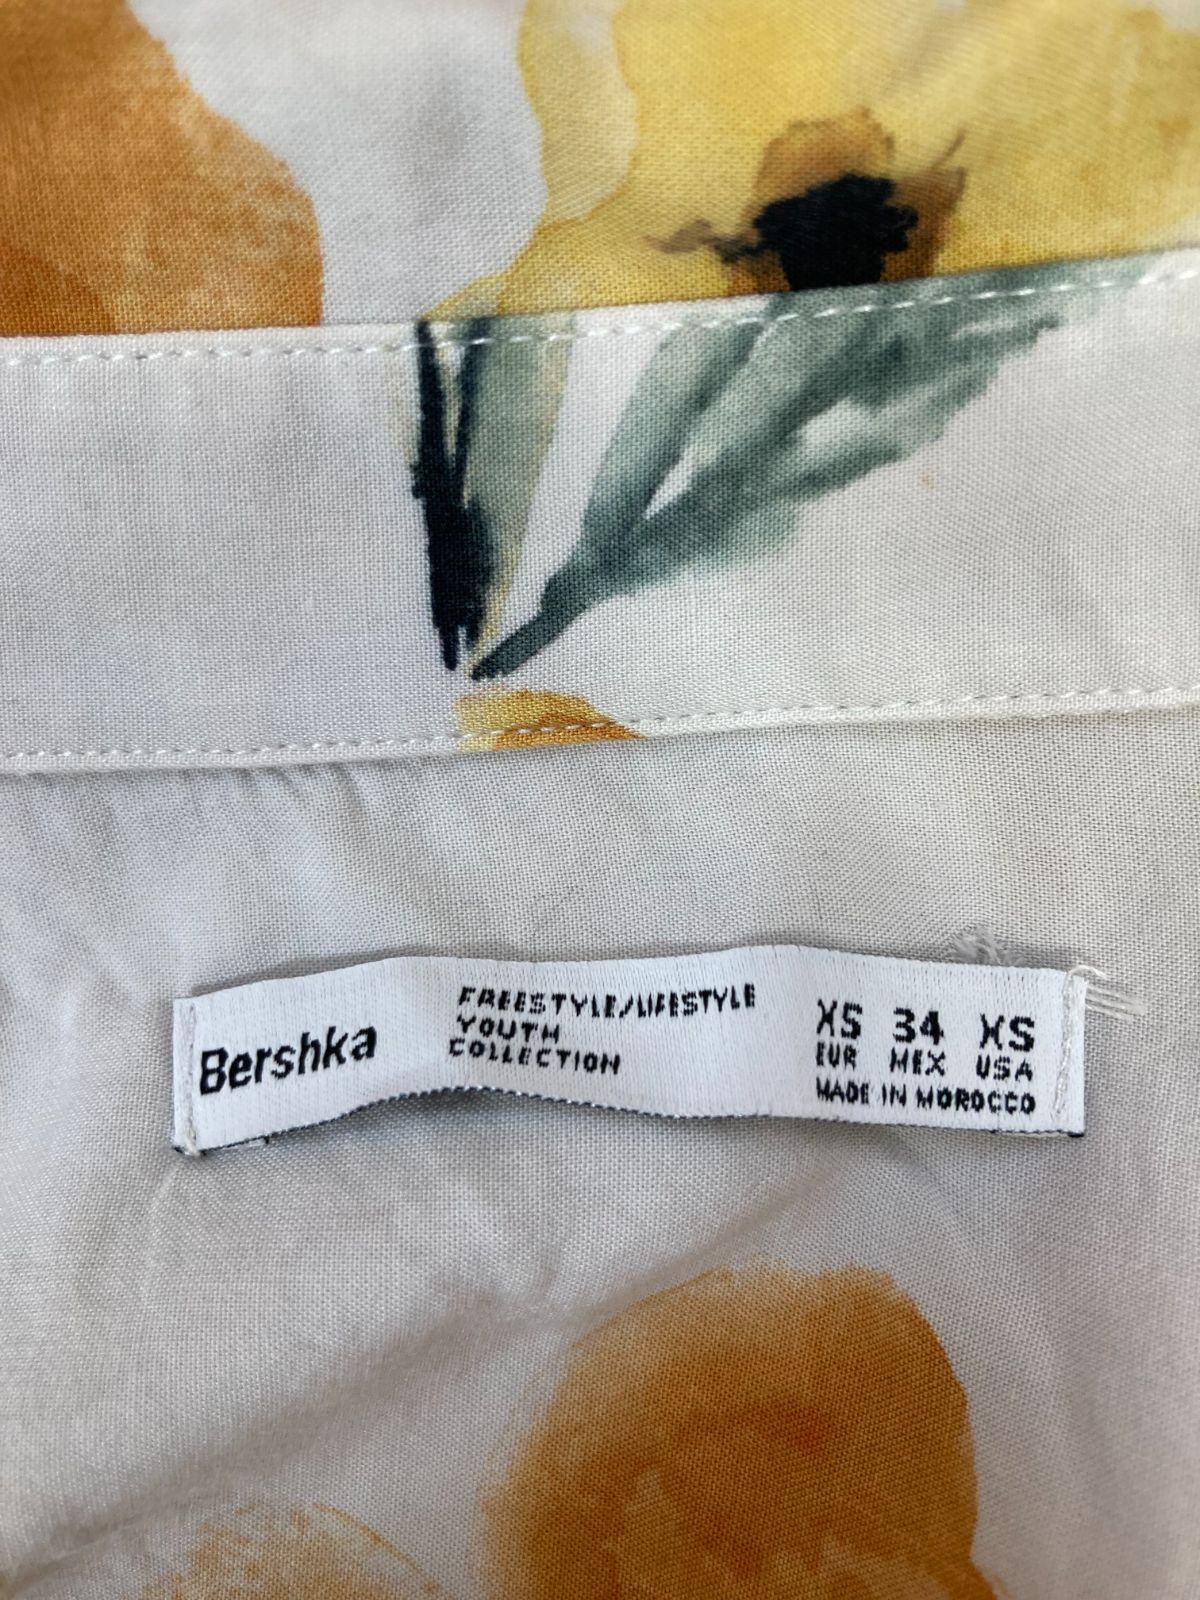 Bershka
FREESTYLE/LIFESTYLE
YOUTH
COLLECTION
XS 34 XS
EUR MEX USA
MADE IN MOROCCO